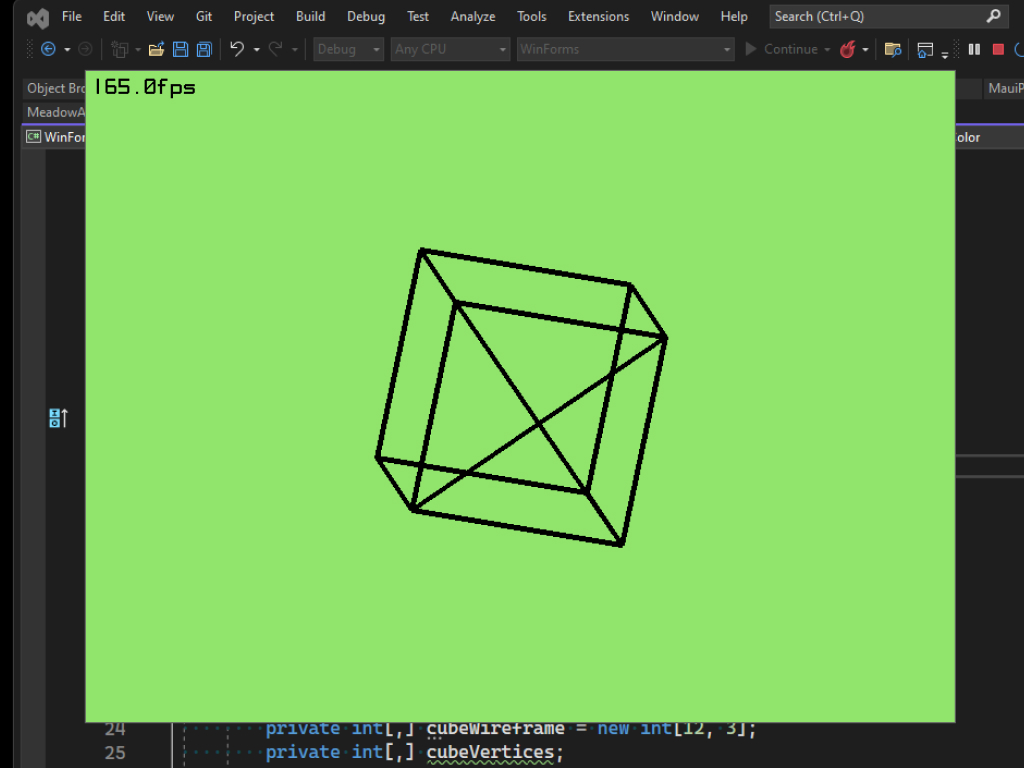 File Edit View Git Project Build Debug Test Analyze Tools Extensions Window Help Search (Ctrl+Q)
Debug Any CPU WinForms Continue
Object Bro MauiP
165.0fps
MeadowA
C# WinFor olor
24 private int[,] cubeWireframe = new int[12, 3];
25 private int[,] cubeVertices;